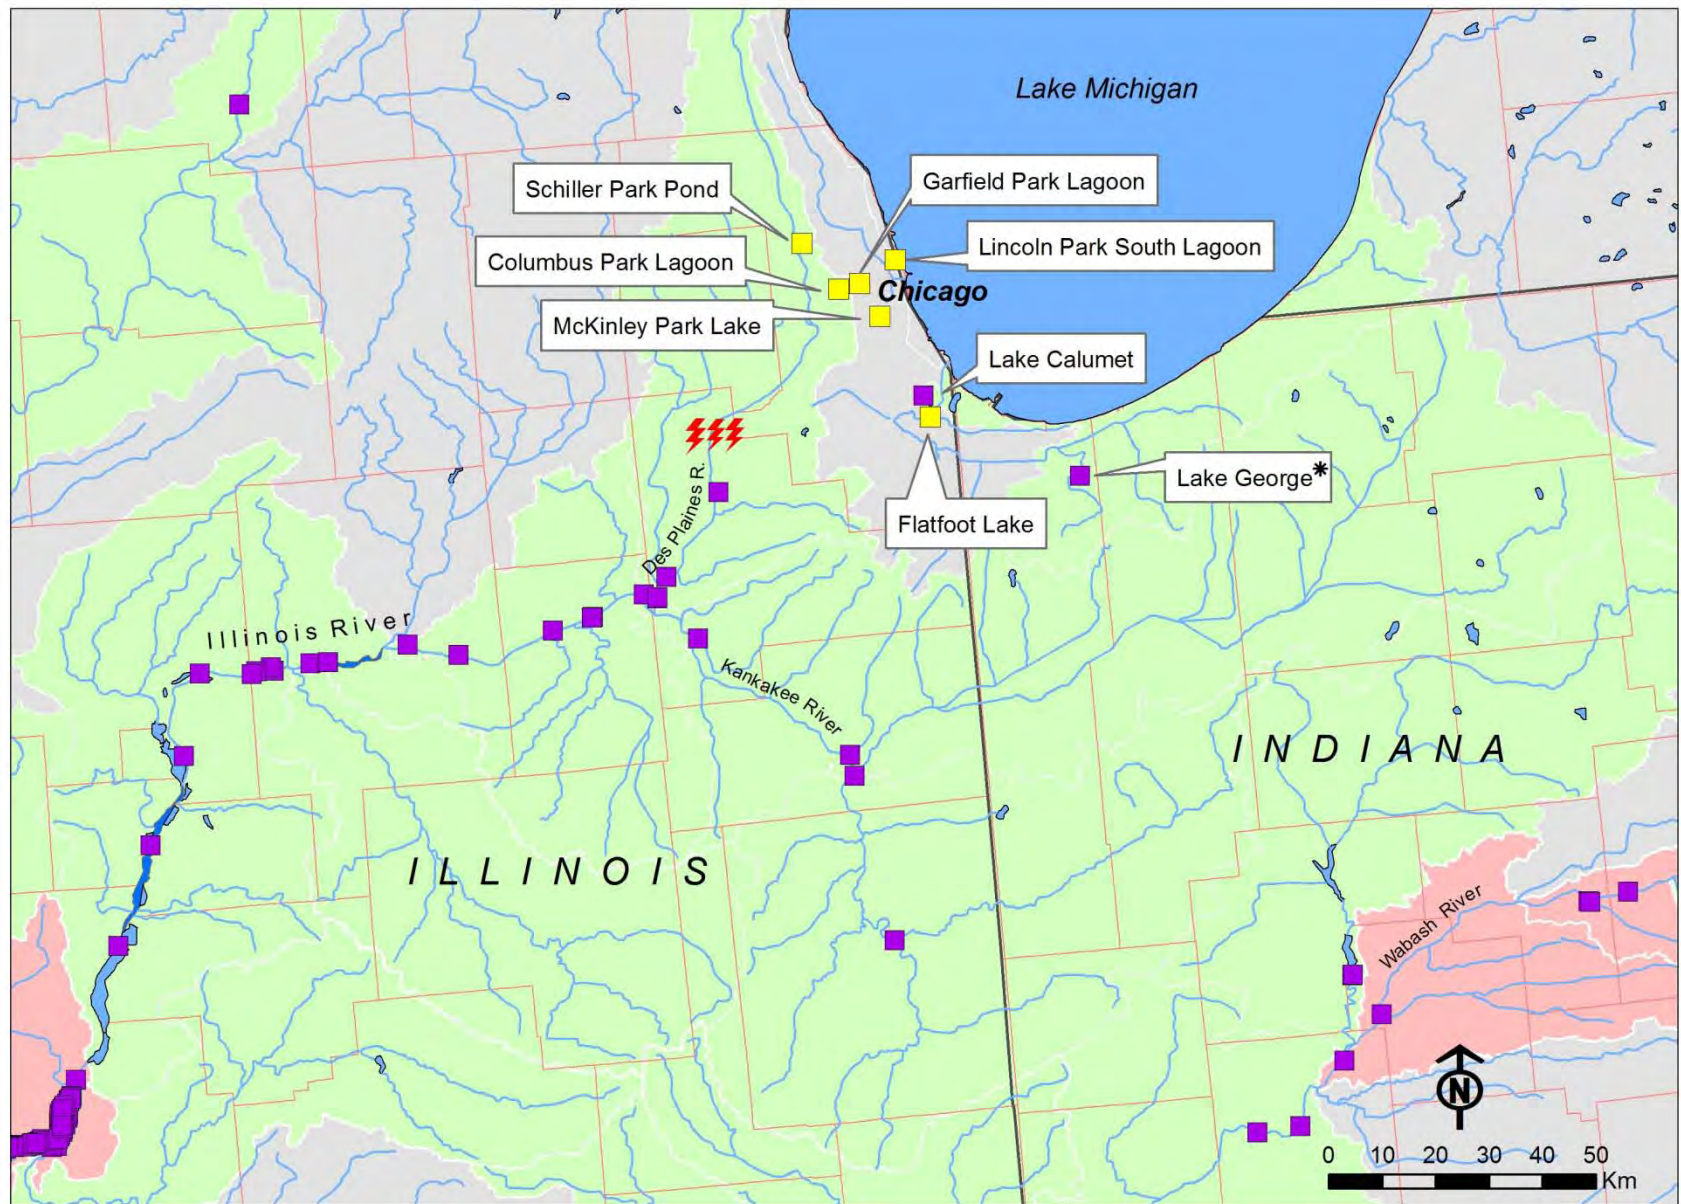 Lake Michigan
Garfield Park Lagoon
Schiller Park Pond
Lincoln Park South Lagoon
Columbus Park Lagoon
Chicago
McKinley Park Lake
Lake Calumet
Lake George*
Des Plaines R.
Flatfoot Lake
Illinois River
Kankakee River
INDIANA
ILLINOIS
Wabash River
N
0 10 20 30 40 50
Km